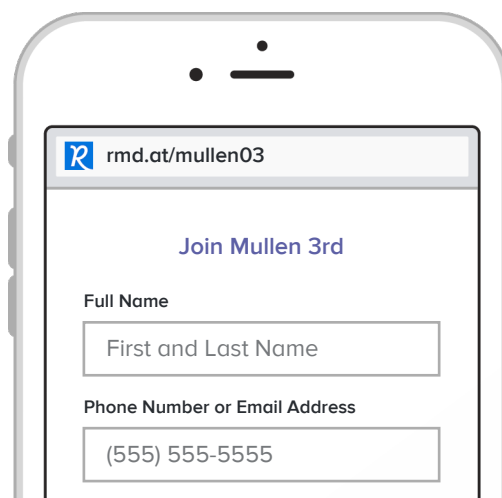 rmd.at/mullen03
Join Mullen 3rd
Full Name
First and Last Name
Phone Number or Email Address
(555) 555-5555